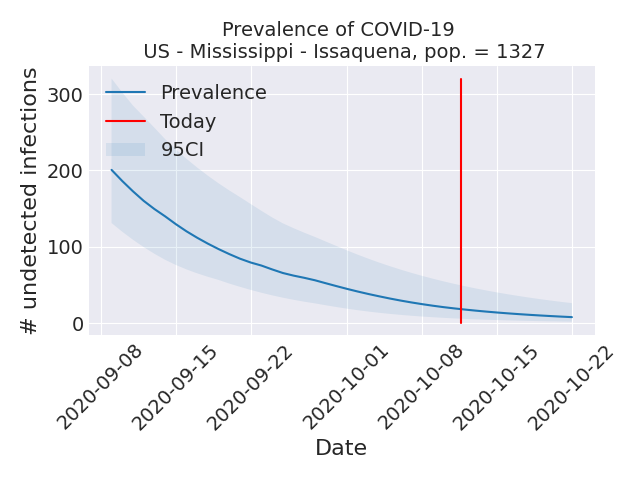 Prevalence of COVID-19
US - Mississippi - Issaquena, pop. = 1327
# undetected infections
300
200
100
0
Prevalence
Today
95CI
2020-09-08
2020-09-15
2020-09-22
2020-10-01
2020-10-08
2020-10-15
2020-10-22
Date